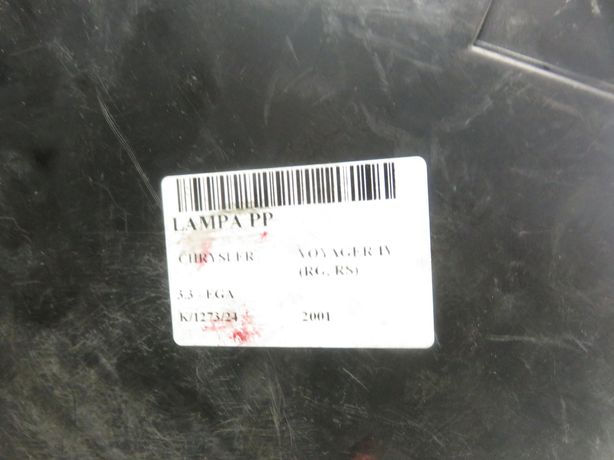 LAMPA PP
CHRYSLER VOYAGER IV
(RG, RS)
3.3 - EGA
K/1273/24 2001